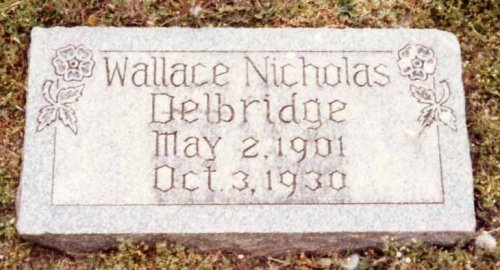 Wallace Nicholas
Delbridge
May 2, 1901
Oct. 3, 1930